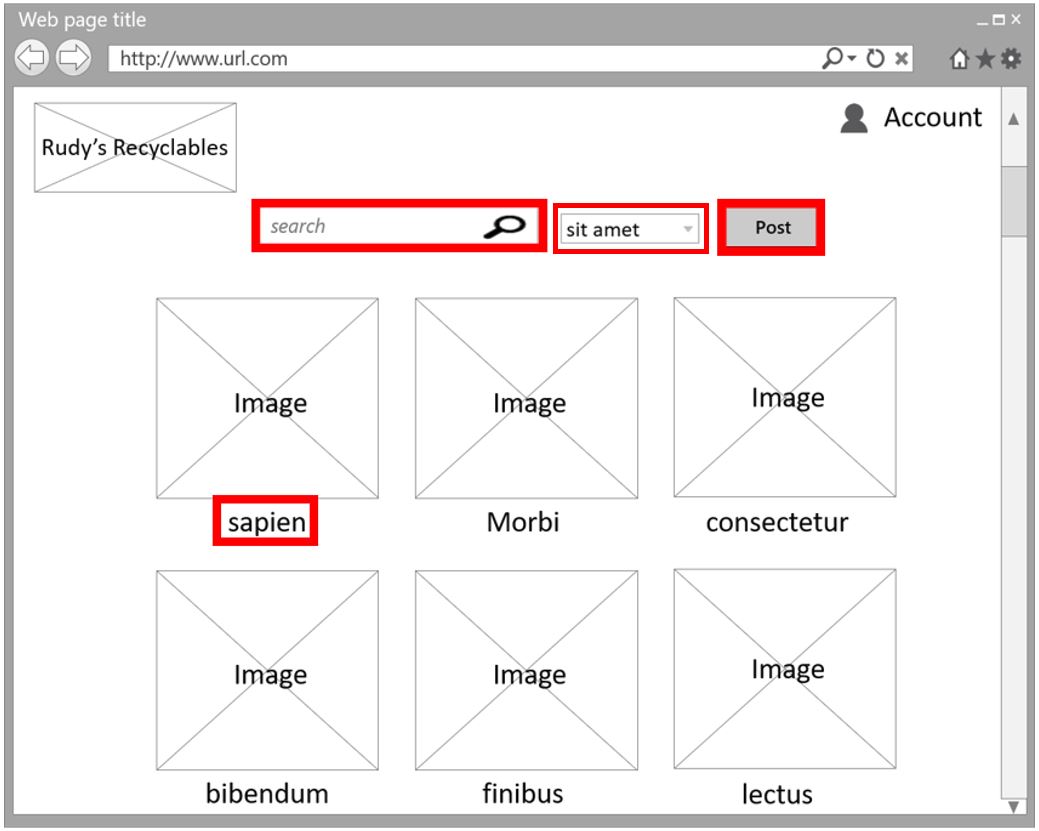 Web page title
http://www.url.com
Account
Rudy's Recyclables
search
sit amet
Post
Image
Image
Image
sapien
Morbi
consectetur
Image
Image
Image
bibendum
finibus
lectus